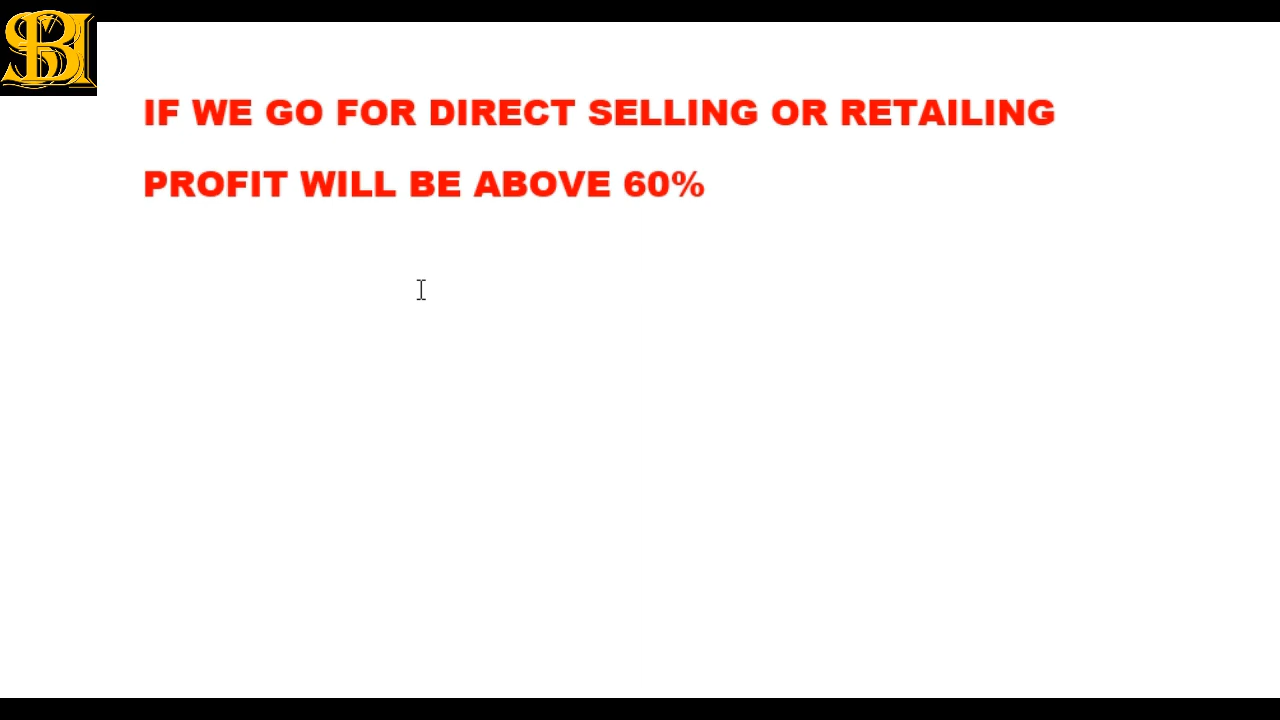 IF WE GO FOR DIRECT SELLING OR RETAILING
PROFIT WILL BE ABOVE 60%